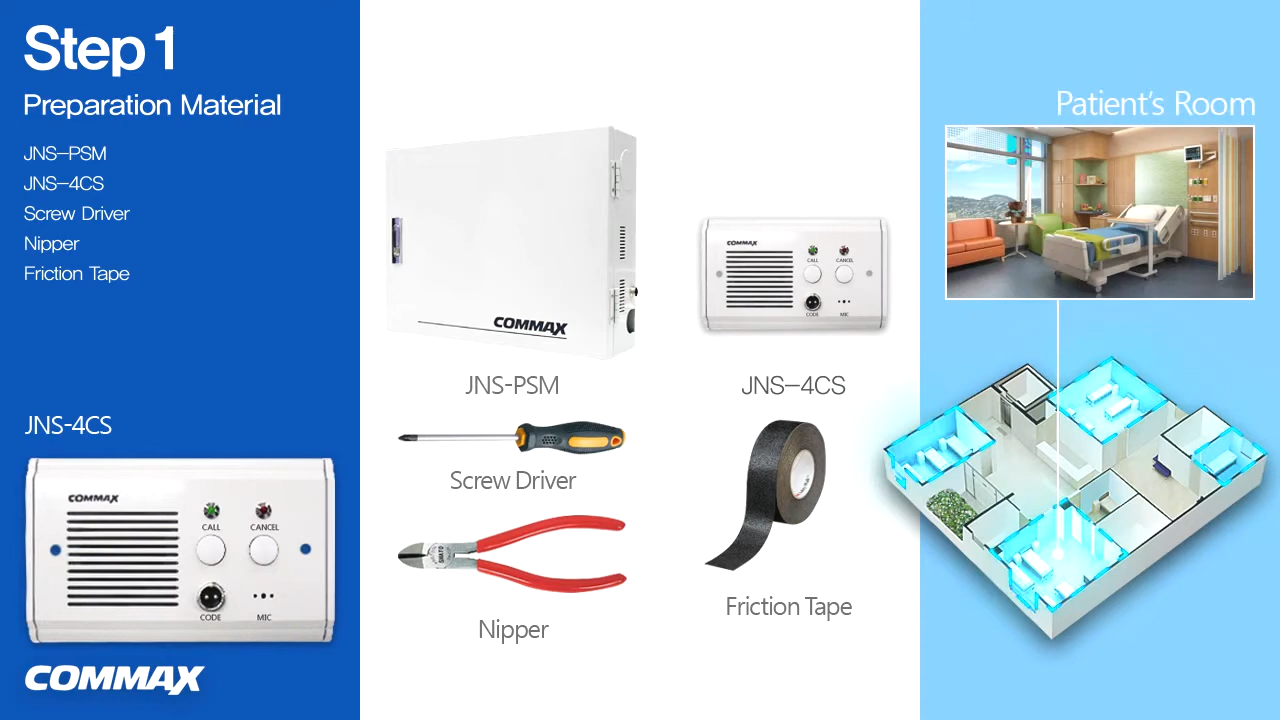 Step 1
Preparation Material
JNS-PSM
JNS-4CS
Screw Driver
Nipper
Friction Tape
JNS-4CS
COMMAX
CALL
CANCEL
CODE
MIC
COMMAX
COMMAX
JNS-PSM
COMMAX
CALL
CANCEL
CODE
MIC
JNS-4CS
Screw Driver
Nipper
Friction Tape
Patient's Room